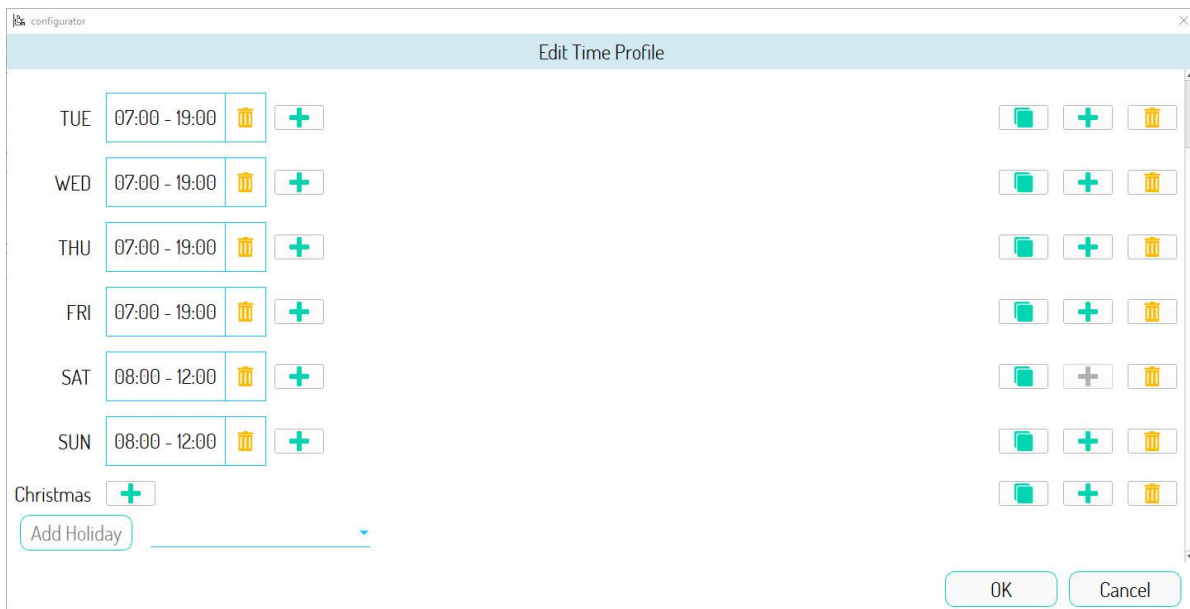 configurator
Edit Time Profile
TUE 07:00 - 19:00
WED 07:00 - 19:00
THU 07:00 - 19:00
FRI 07:00 - 19:00
SAT 08:00 - 12:00
SUN 08:00 - 12:00
Christmas
Add Holiday
OK Cancel